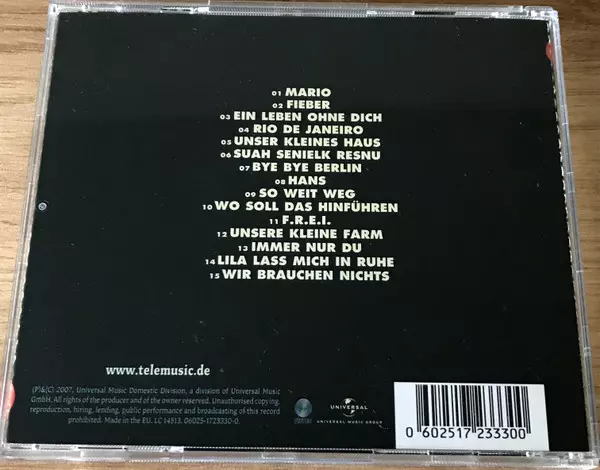 01 MARIO
02 FIEBER
03 EIN LEBEN OHNE DICH
04 RIO DE JANEIRO
05 UNSER KLEINES HAUS
06 SUAH SENIELK RESNU
07 BYE BYE BERLIN
08 HANS
09 SO WEIT WEG
10 WO SOLL DAS HINFÜHREN
11 F.R.E.I.
12 UNSERE KLEINE FARM
13 IMMER NUR DU
14 LILA LASS MICH IN RUHE
15 WIR BRAUCHEN NICHTS
www.telemusic.de
(P)&(C) 2007, Universal Music Domestic Division, a division of Universal Music
GmbH. All rights of the producer and of the owner reserved. Unauthorised copying,
reproduction, hiring, lending, public performance and broadcasting of this record
prohibited. Made in the EU. LC 14513. 06025-1723330-0.
UNIVERSAL
UNIVERSAL MUSIC GROUP
0 602517 233300